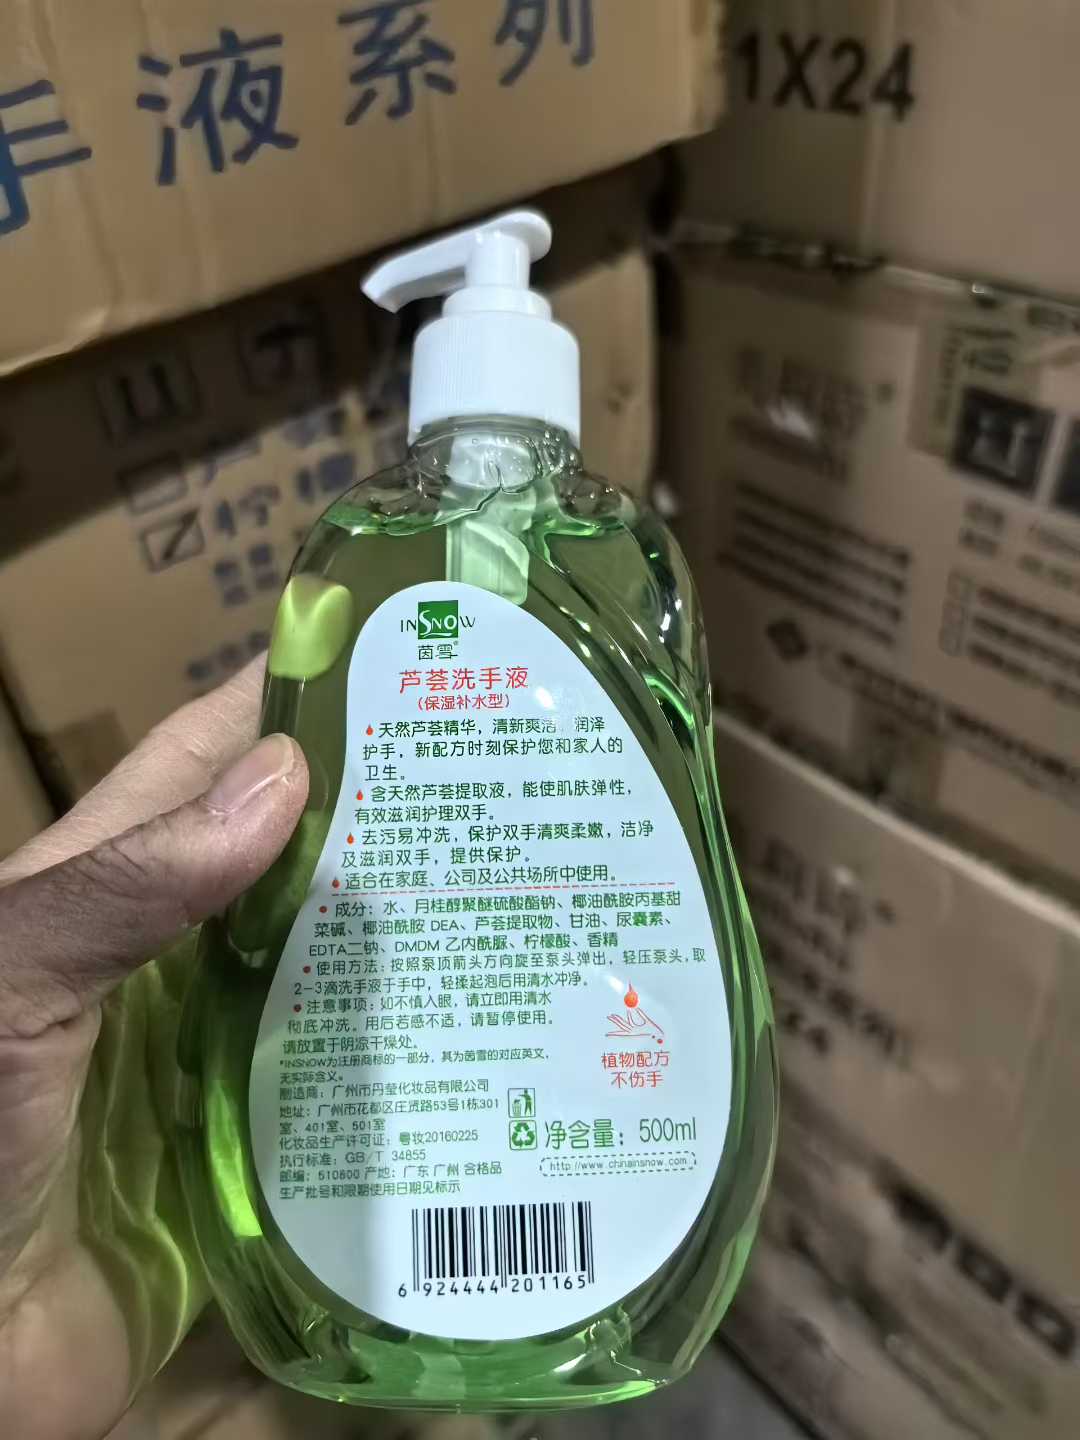 手液系列
1X24
柠檬
INSNOW
茵雪®
芦荟洗手液
(保湿补水型)
天然芦荟精华，清新爽洁，润泽
护手，新配方时刻保护您和家人的
卫生。
含天然芦荟提取液，能使肌肤弹性，
有效滋润护理双手。
去污易冲洗，保护双手清爽柔嫩，洁净
及滋润双手，提供保护。
适合在家庭、公司及公共场所中使用。
成分：水、月桂醇聚醚硫酸酯钠、椰油酰胺丙基甜
菜碱、椰油酰胺 DEA、芦荟提取物、甘油、尿囊素、
EDTA二钠、DMDM 乙内酰脲、柠檬酸、香精
使用方法：按照泵顶箭头方向旋至泵头弹出，轻压泵头，取
2-3滴洗手液于手中，轻揉起泡后用清水冲净。
注意事项：如不慎入眼，请立即用清水
彻底冲洗。用后若感不适，请暂停使用。
请放置于阴凉干燥处。
*INSNOW为注册商标的一部分，其为茵雪的对应英文，
无实际含义。
植物配方
不伤手
制造商：广州市丹莹化妆品有限公司
地址：广州市花都区庄贤路53号1栋301
室、401室、501室
化妆品生产许可证：粤妆20160225
执行标准：GB/T 34855
邮编：510800 产地：广东 广州 合格品
生产批号和限期使用日期见标示
净含量：500ml
http://www.chinainsnow.com
6 924444 201165